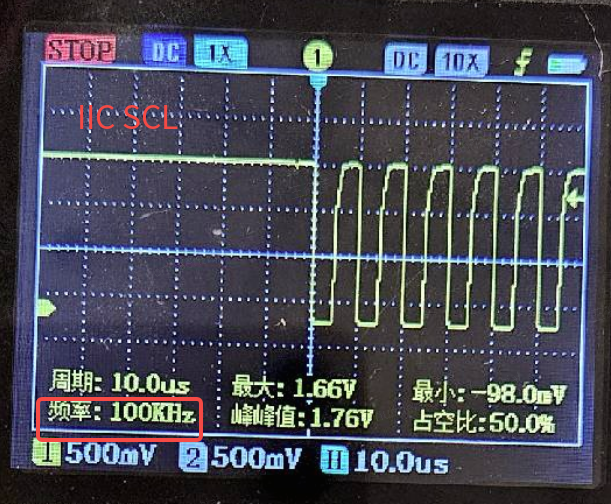 STOP DC 1X 1 DC 10X
IIC SCL
周期: 10.0us 最大: 1.66V 最小: -98.0mV
频率: 100KHz 峰峰值: 1.76V 占空比: 50.0%
1 500mV 2 500mV H 10.0us